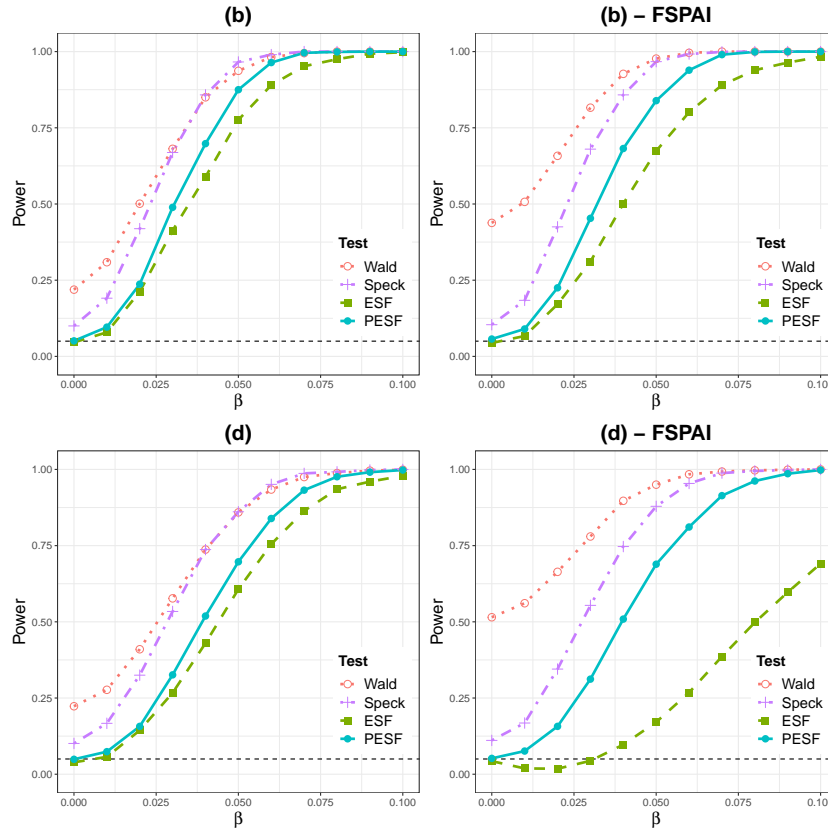 (b)
1.00
0.75
0.50
0.25
0.00
Power
0.000
0.025
0.050
0.075
0.100
β
Test
Wald
Speck
ESF
PESF
(b) – FSPAI
1.00
0.75
0.50
0.25
0.00
Power
0.000
0.025
0.050
0.075
0.100
β
Test
Wald
Speck
ESF
PESF
(d)
1.00
0.75
0.50
0.25
0.00
Power
0.000
0.025
0.050
0.075
0.100
β
Test
Wald
Speck
ESF
PESF
(d) – FSPAI
1.00
0.75
0.50
0.25
0.00
Power
0.000
0.025
0.050
0.075
0.100
β
Test
Wald
Speck
ESF
PESF